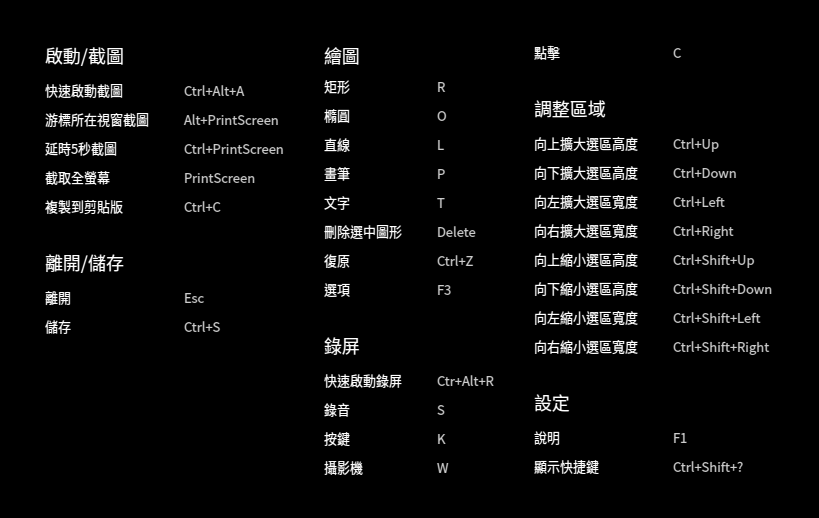 啟動/截圖
快速啟動截圖 Ctrl+Alt+A
游標所在視窗截圖 Alt+PrintScreen
延時5秒截圖 Ctrl+PrintScreen
截取全螢幕 PrintScreen
複製到剪貼版 Ctrl+C
離開/儲存
離開 Esc
儲存 Ctrl+S
繪圖
矩形 R
橢圓 O
直線 L
畫筆 P
文字 T
刪除選中圖形 Delete
復原 Ctrl+Z
選項 F3
錄屏
快速啟動錄屏 Ctr+Alt+R
錄音 S
按鍵 K
攝影機 W
點擊 C
調整區域
向上擴大選區高度 Ctrl+Up
向下擴大選區高度 Ctrl+Down
向左擴大選區寬度 Ctrl+Left
向右擴大選區寬度 Ctrl+Right
向上縮小選區高度 Ctrl+Shift+Up
向下縮小選區高度 Ctrl+Shift+Down
向左縮小選區寬度 Ctrl+Shift+Left
向右縮小選區寬度 Ctrl+Shift+Right
設定
說明 F1
顯示快捷鍵 Ctrl+Shift+?